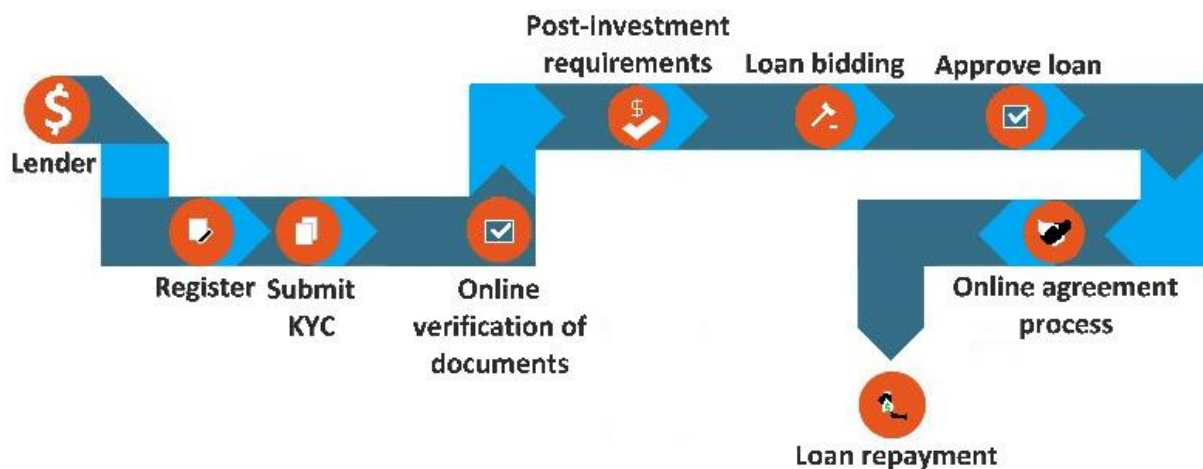 Lender
Register
Submit
KYC
Online
verification of
documents
Post-investment
requirements
Loan bidding
Approve loan
Online agreement
process
Loan repayment